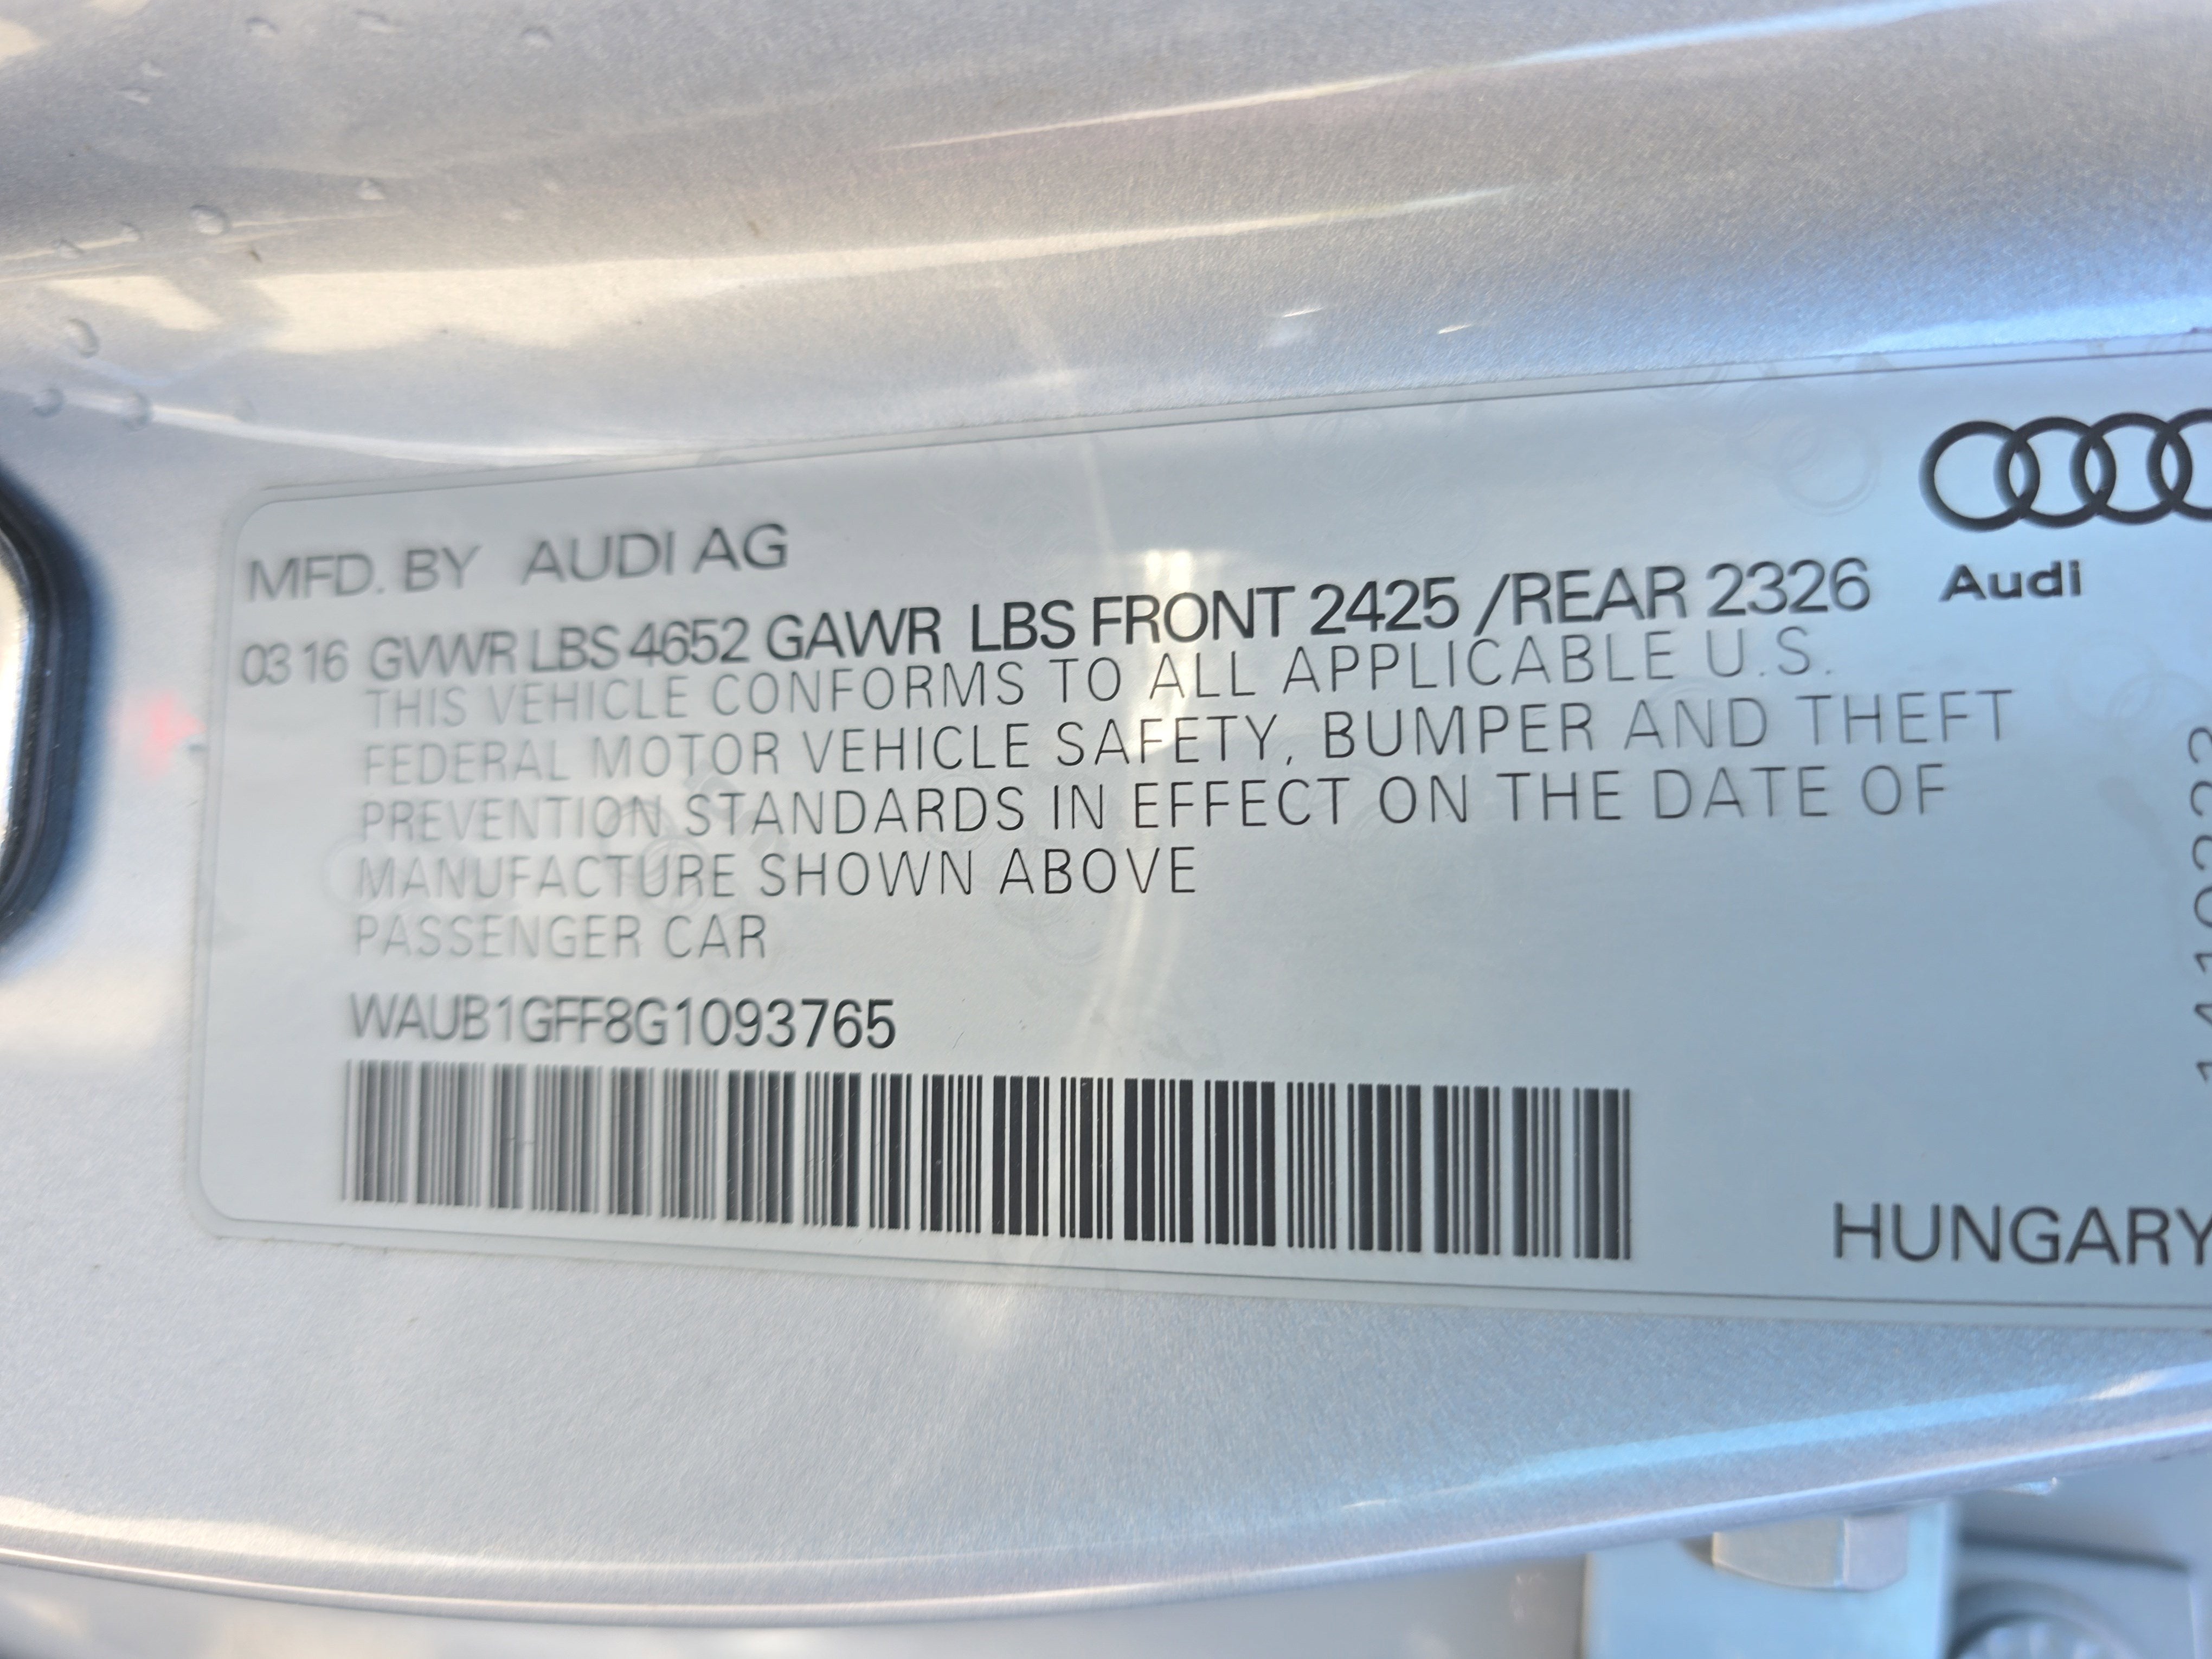 MFD. BY AUDI AG
03 16 GVWR LBS 4652 GAWR LBS FRONT 2425 /REAR 2326
Audi
THIS VEHICLE CONFORMS TO ALL APPLICABLE U.S.
FEDERAL MOTOR VEHICLE SAFETY, BUMPER AND THEFT
PREVENTION STANDARDS IN EFFECT ON THE DATE OF
MANUFACTURE SHOWN ABOVE
PASSENGER CAR
WAUB1GFF8G1093765
HUNGARY